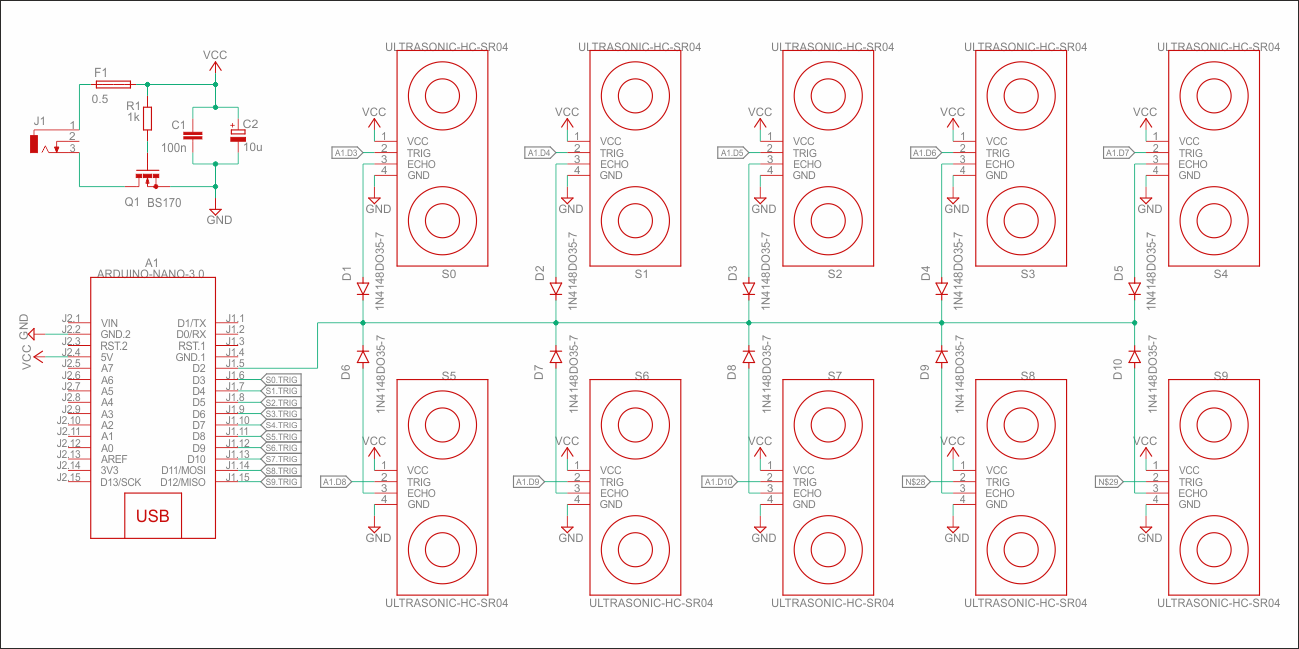 VCC
F1
0.5
R1
1k
J1
1
2
3
C1
100n
C2
+
10u
Q1
BS170
GND
ULTRASONIC-HC-SR04
VCC
A1.D3
1
2
3
4
VCC
TRIG
ECHO
GND
GND
S0
ULTRASONIC-HC-SR04
VCC
A1.D4
1
2
3
4
VCC
TRIG
ECHO
GND
GND
S1
ULTRASONIC-HC-SR04
VCC
A1.D5
1
2
3
4
VCC
TRIG
ECHO
GND
GND
S2
ULTRASONIC-HC-SR04
VCC
A1.D6
1
2
3
4
VCC
TRIG
ECHO
GND
GND
S3
ULTRASONIC-HC-SR04
VCC
A1.D7
1
2
3
4
VCC
TRIG
ECHO
GND
GND
S4
D1
1N4148DO35-7
D2
1N4148DO35-7
D3
1N4148DO35-7
D4
1N4148DO35-7
D5
1N4148DO35-7
A1
ARDUINO-NANO-3.0
GND
VCC
J2.1
J2.2
J2.3
J2.4
J2.5
J2.6
J2.7
J2.8
J2.9
J2.10
J2.11
J2.12
J2.13
J2.14
J2.15
VIN
GND.2
RST.2
5V
A7
A6
A5
A4
A3
A2
A1
A0
AREF
3V3
D13/SCK
D1/TX
D0/RX
RST.1
GND.1
D2
D3
D4
D5
D6
D7
D8
D9
D10
D11/MOSI
D12/MISO
J1.1
J1.2
J1.3
J1.4
J1.5
J1.6
J1.7
J1.8
J1.9
J1.10
J1.11
J1.12
J1.13
J1.14
J1.15
S0.TRIG
S1.TRIG
S2.TRIG
S3.TRIG
S4.TRIG
S5.TRIG
S6.TRIG
S7.TRIG
S8.TRIG
S9.TRIG
USB
D6
1N4148DO35-7
D7
1N4148DO35-7
D8
1N4148DO35-7
D9
1N4148DO35-7
D10
1N4148DO35-7
S5
VCC
A1.D8
1
2
3
4
VCC
TRIG
ECHO
GND
GND
ULTRASONIC-HC-SR04
S6
VCC
A1.D9
1
2
3
4
VCC
TRIG
ECHO
GND
GND
ULTRASONIC-HC-SR04
S7
VCC
A1.D10
1
2
3
4
VCC
TRIG
ECHO
GND
GND
ULTRASONIC-HC-SR04
S8
VCC
N$28
1
2
3
4
VCC
TRIG
ECHO
GND
GND
ULTRASONIC-HC-SR04
S9
VCC
N$29
1
2
3
4
VCC
TRIG
ECHO
GND
GND
ULTRASONIC-HC-SR04